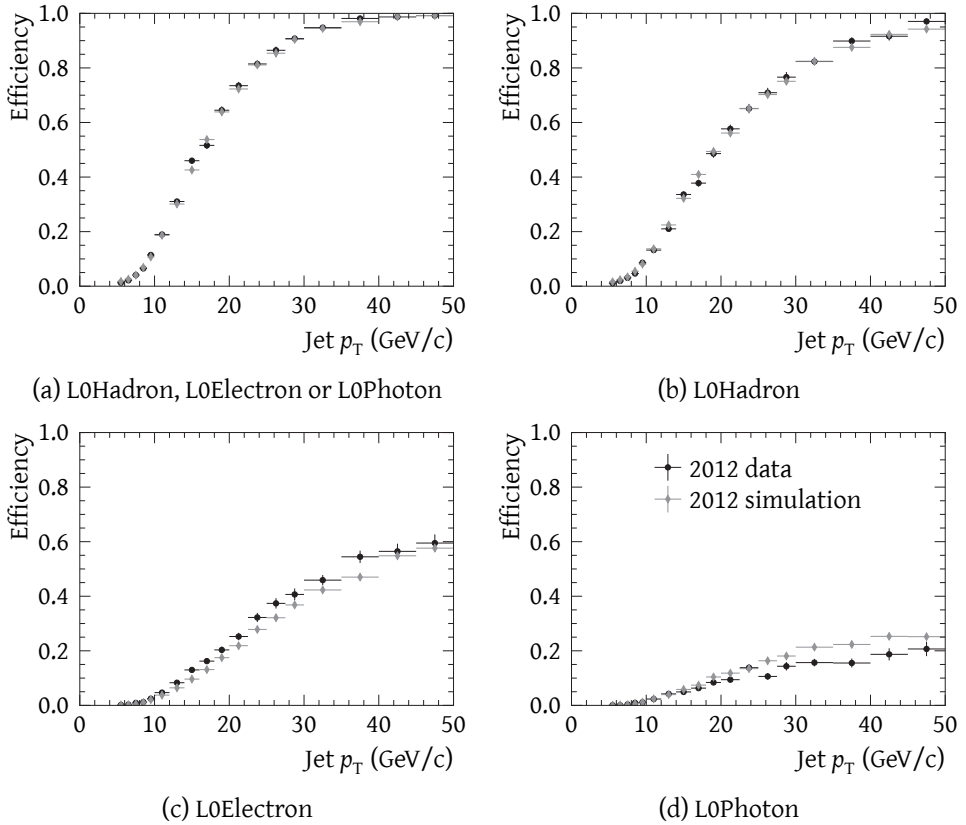 Efficiency
1.0
0.8
0.6
0.4
0.2
0.0
0 10 20 30 40 50
Jet pT (GeV/c)
(a) L0Hadron, L0Electron or L0Photon
Efficiency
1.0
0.8
0.6
0.4
0.2
0.0
0 10 20 30 40 50
Jet pT (GeV/c)
(b) L0Hadron
Efficiency
1.0
0.8
0.6
0.4
0.2
0.0
0 10 20 30 40 50
Jet pT (GeV/c)
(c) L0Electron
Efficiency
1.0
0.8
0.6
0.4
0.2
0.0
2012 data
2012 simulation
0 10 20 30 40 50
Jet pT (GeV/c)
(d) L0Photon